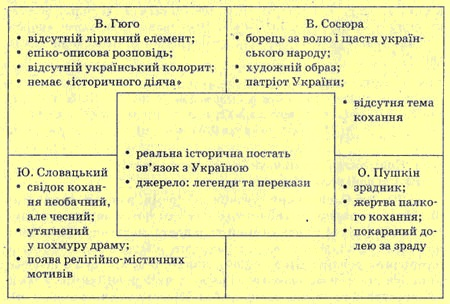 В. Гюго
• відсутній ліричний елемент;
• епіко-описова розповідь;
• відсутній український колорит;
• немає «історичного діяча»
В. Сосюра
• борець за волю і щастя україн-
ського народу;
• художній образ;
• патріот України;
• відсутня тема
кохання
• реальна історична постать
• зв’язок з Україною
• джерело: легенди та перекази
Ю. Словацький
• свідок кохан-
ня необачний,
але чесний;
• утягнений
у похмуру драму;
• поява релігійно-містичних
мотивів
О. Пушкін
• зрадник;
• жертва палко-
го кохання;
• покараний до-
лею за зраду